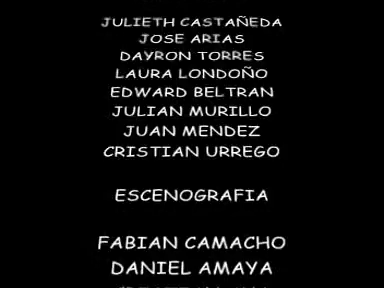 JULIETH CASTAÑEDA
JOSE ARIAS
DAYRON TORRES
LAURA LONDOÑO
EDWARD BELTRAN
JULIAN MURILLO
JUAN MENDEZ
CRISTIAN URREGO
ESCENOGRAFIA
FABIAN CAMACHO
DANIEL AMAYA